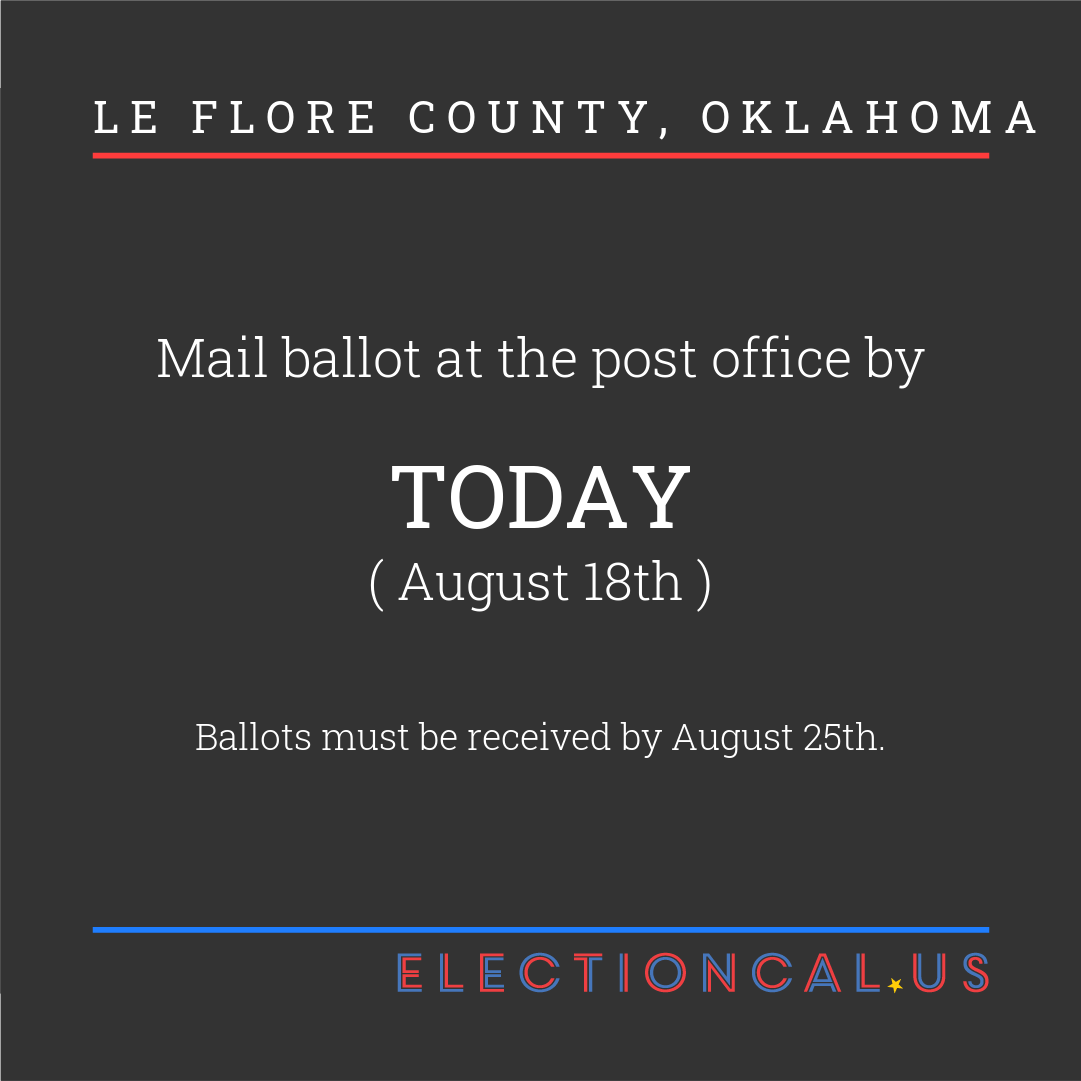 LE FLORE COUNTY, OKLAHOMA
Mail ballot at the post office by
TODAY
( August 18th )
Ballots must be received by August 25th.
ELECTIONCAL.US